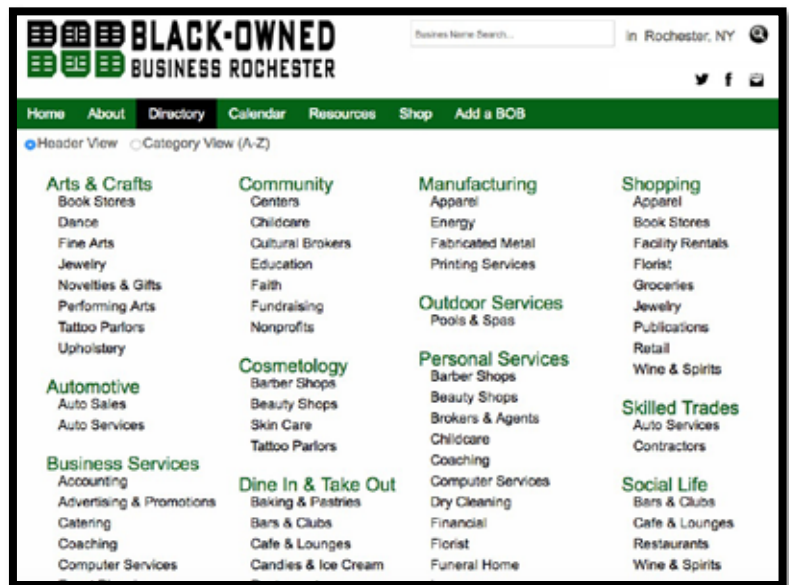 BLACK-OWNED
BUSINESS ROCHESTER
Busines Name Search...
in Rochester, NY
Home About Directory Calendar Resources Shop Add a BOB
Header View Category View (A-Z)
Arts & Crafts
Book Stores
Dance
Fine Arts
Jewelry
Novelties & Gifts
Performing Arts
Tattoo Parlors
Upholstery
Automotive
Auto Sales
Auto Services
Business Services
Accounting
Advertising & Promotions
Catering
Coaching
Computer Services
Community
Centers
Childcare
Cultural Brokers
Education
Faith
Fundraising
Nonprofits
Cosmetology
Barber Shops
Beauty Shops
Skin Care
Tattoo Parlors
Dine In & Take Out
Baking & Pastries
Bars & Clubs
Cafe & Lounges
Candies & Ice Cream
Manufacturing
Apparel
Energy
Fabricated Metal
Printing Services
Outdoor Services
Pools & Spas
Personal Services
Barber Shops
Beauty Shops
Brokers & Agents
Childcare
Coaching
Computer Services
Dry Cleaning
Financial
Florist
Funeral Home
Shopping
Apparel
Book Stores
Facility Rentals
Florist
Groceries
Jewelry
Publications
Retail
Wine & Spirits
Skilled Trades
Auto Services
Contractors
Social Life
Bars & Clubs
Cafe & Lounges
Restaurants
Wine & Spirits